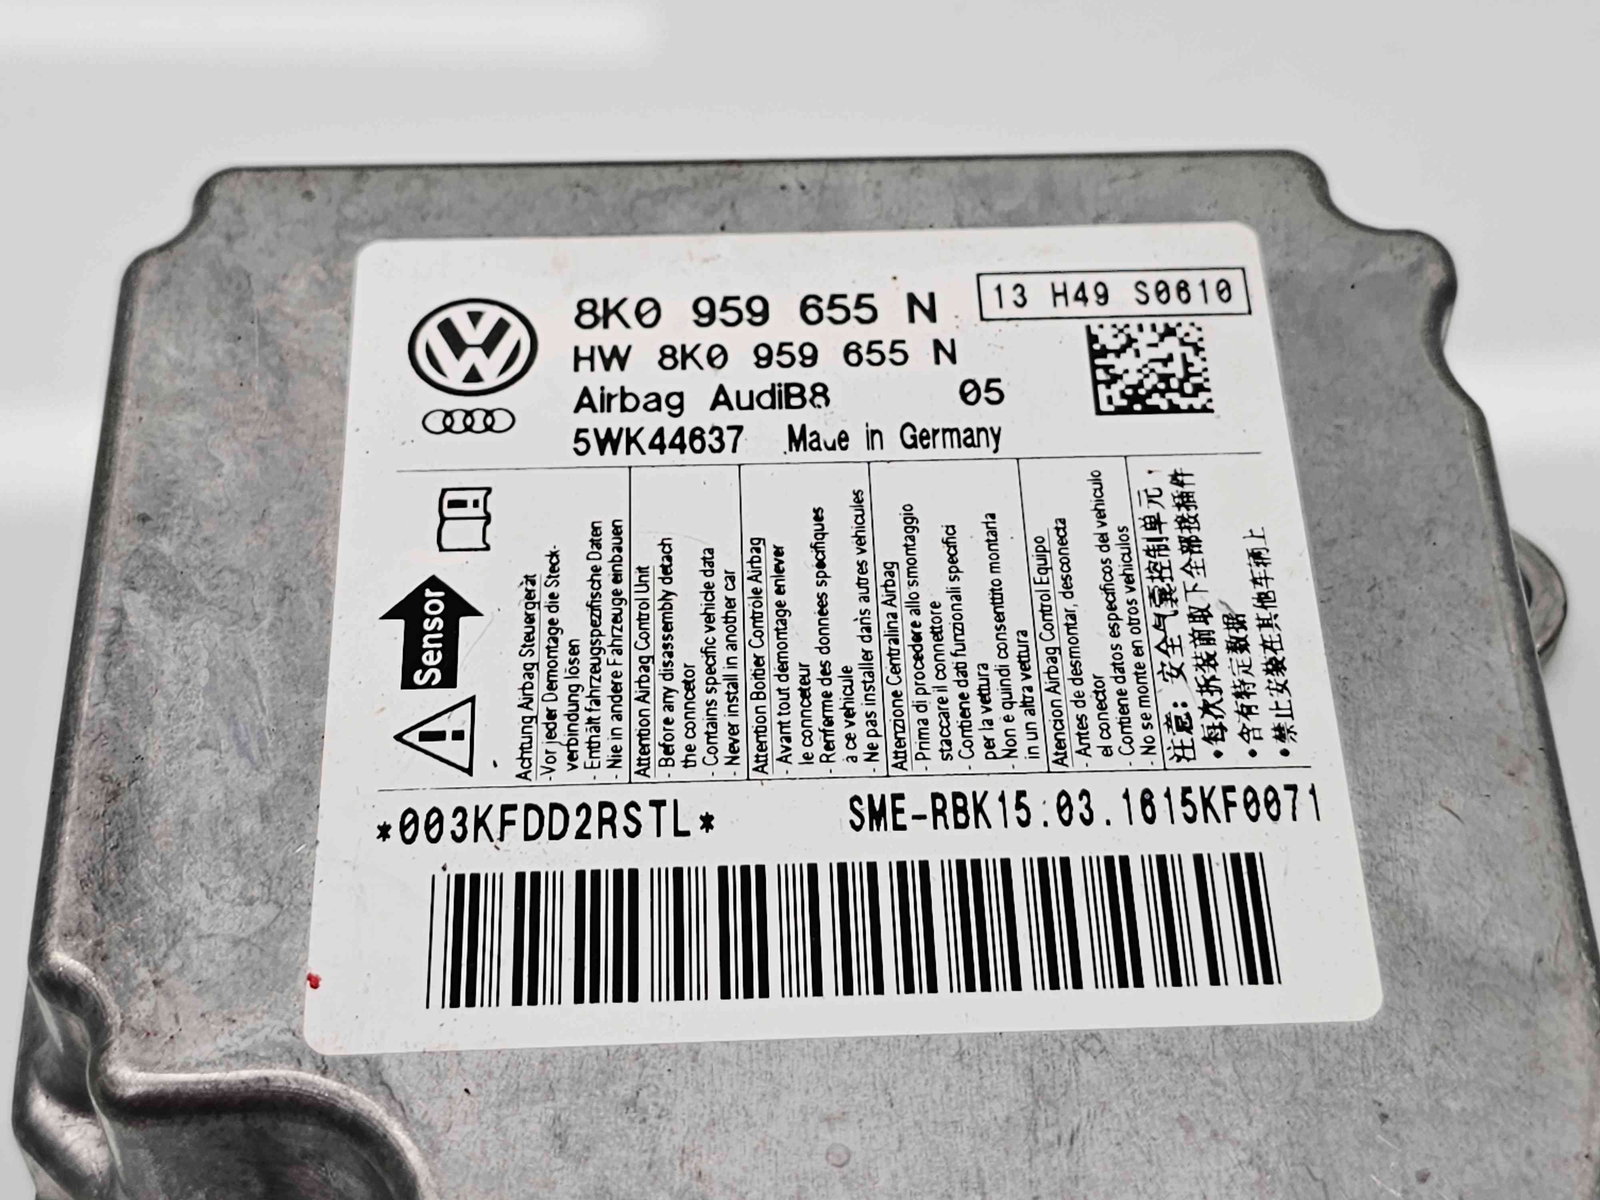 8K0 959 655 N
13 H49 S0610
HW 8K0 959 655 N
Airbag AudiB8 05
5WK44637 Made in Germany
Sensor
Achtung Airbag Steuergerät
-Vor jeder Demontage die Steck-
verbindung lösen
- Enthält fahrzeugspezifische Daten
- Nie in andere Fahrzeuge einbauen
Attention Airbag Control Unit
- Before any disassembly detach
the conncetor
- Contains specific vehicle data
- Never install in another car
Attention Boitier Contrôle Airbag
- Avant tout démontage enlever
le connceteur
- Renferme des données spécifiques
à ce véhicule
- Ne pas installer dans autres véhicules
Attenzione Centralina Airbag
- Prima di procedere allo smontaggio
staccare il connettore
- Contiene dati funzionali specifici
per la vettura
- Non è quindi consentito montarla
in un altra vettura
Atencion Airbag Control Equipo
- Antes de desmontar, desconecta
el conector
- Contiene datos especificos del vehiculo
- No se monte en otros vehiculos
注意: 安全气囊控制单元,
• 每次拆装前取下全部接插件
• 含有特定数据
• 禁止安装在其他车辆上
*003KFDD2RSTL*
SME-RBK15.03.1615KF0071